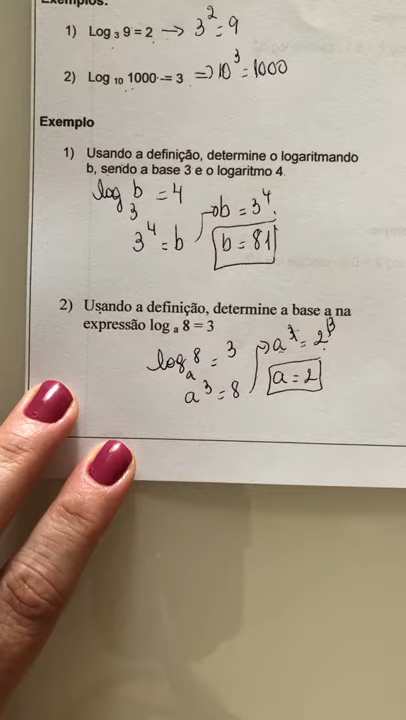 Exemplos:
1) Log ₃ 9 = 2 → 3² = 9
2) Log ₁₀ 1000 = 3 ⇒ 10³ = 1000
Exemplo
1) Usando a definição, determine o logaritmando
b, sendo a base 3 e o logaritmo 4.
log₃ b = 4
3⁴ = b → b = 3⁴
b = 81
2) Usando a definição, determine a base a na
expressão log ₐ 8 = 3
logₐ 8 = 3
a³ = 8 → a³ = 2³
a = 2